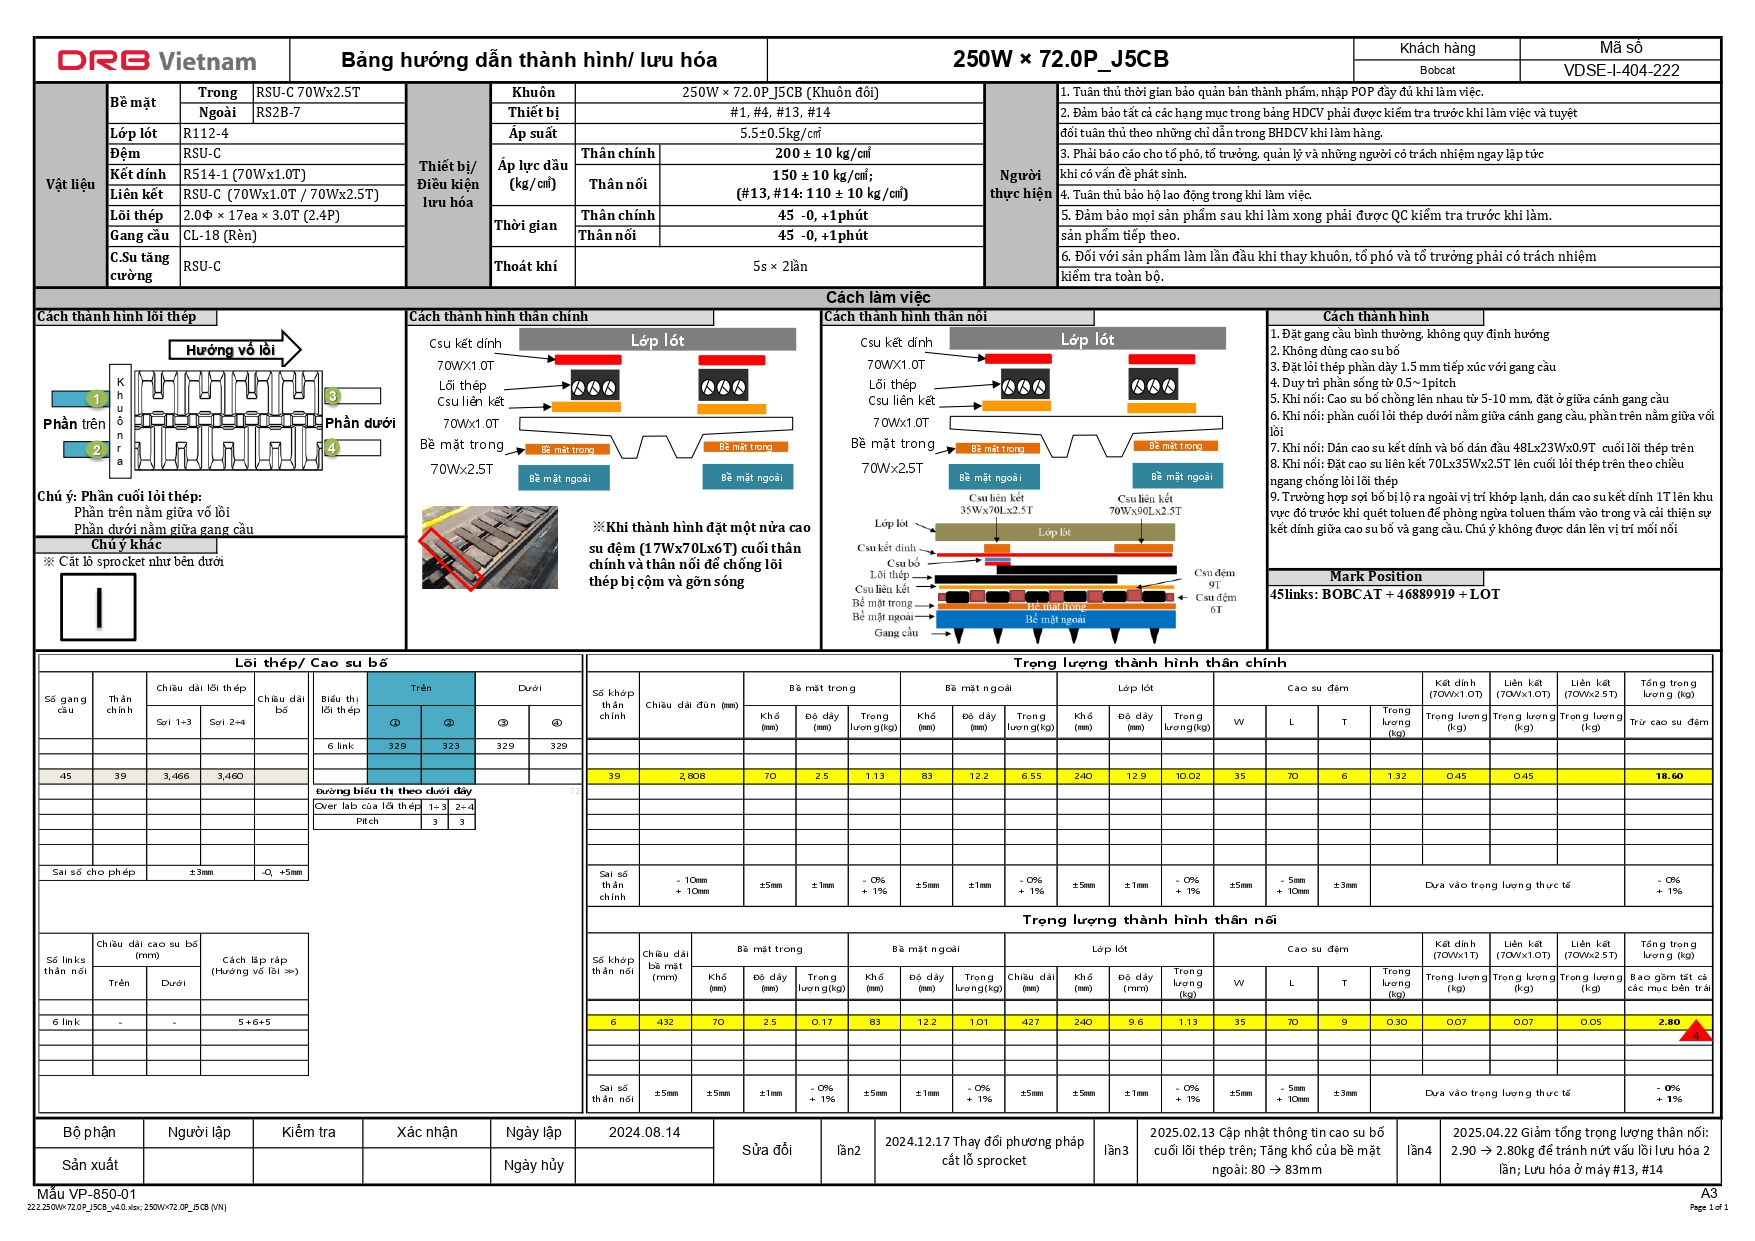 DRB Vietnam
Bảng hướng dẫn thành hình/ lưu hóa
250W × 72.0P_J5CB
Khách hàng
Mã số
Bobcat
VDSE-I-404-222
Vật liệu
Bề mặt
Trong
RSU-C 70Wx2.5T
Ngoài
RS2B-7
Lớp lót
R112-4
Đệm
RSU-C
Kết dính
R514-1 (70Wx1.0T)
Liên kết
RSU-C (70Wx1.0T / 70Wx2.5T)
Lõi thép
2.0Φ × 17ea × 3.0T (2.4P)
Gang cầu
CL-18 (Rèn)
C.Su tăng cường
RSU-C
Thiết bị/ Điều kiện lưu hóa
Khuôn
250W × 72.0P_J5CB (Khuôn đôi)
Thiết bị
#1, #4, #13, #14
Áp suất
5.5±0.5kg/㎠
Áp lực dầu (kg/㎠)
Thân chính
200 ± 10 kg/㎠
Thân nối
150 ± 10 kg/㎠;
(#13, #14: 110 ± 10 kg/㎠)
Thời gian
Thân chính
45 -0, +1phút
Thân nối
45 -0, +1phút
Thoát khí
5s × 2lần
Người thực hiện
1. Tuân thủ thời gian bảo quản bán thành phẩm, nhập POP đầy đủ khi làm việc.
2. Đảm bảo tất cả các hạng mục trong bảng HDCV phải được kiểm tra trước khi làm việc và tuyệt
đối tuân thủ theo những chỉ dẫn trong BHDCV khi làm hàng.
3. Phải báo cáo cho tổ phó, tổ trưởng, quản lý và những người có trách nhiệm ngay lập tức
khi có vấn đề phát sinh.
4. Tuân thủ bảo hộ lao động trong khi làm việc.
5. Đảm bảo mọi sản phẩm sau khi làm xong phải được QC kiểm tra trước khi làm.
sản phẩm tiếp theo.
6. Đối với sản phẩm làm lần đầu khi thay khuôn, tổ phó và tổ trưởng phải có trách nhiệm
kiểm tra toàn bộ.
Cách làm việc
Cách thành hình lõi thép
Hướng vố lồi
Khuôn ra
1
2
3
4
Phần trên
Phần dưới
Chú ý: Phần cuối lỏi thép:
Phần trên nằm giữa vố lồi
Phần dưới nằm giữa gang cầu
Chú ý khác
※ Cắt lỗ sprocket như bên dưới
Cách thành hình thân chính
Csu kết dính
70WX1.0T
Lõi thép
Csu liên kết
70Wx1.0T
Bề mặt trong
70Wx2.5T
Lớp lót
Bề mặt trong
Bề mặt trong
Bề mặt ngoài
Bề mặt ngoài
※Khi thành hình đặt một nửa cao
su đệm (17Wx70Lx6T) cuối thân
chính và thân nối để chống lõi
thép bị cộm và gỡn sóng
Cách thành hình thân nối
Csu kết dính
70WX1.0T
Lõi thép
Csu liên kết
70Wx1.0T
Bề mặt trong
70Wx2.5T
Lớp lót
Bề mặt trong
Bề mặt trong
Bề mặt ngoài
Bề mặt ngoài
Csu liên kết
35Wx70Lx2.5T
Csu liên kết
70Wx90Lx2.5T
Lớp lót
Lớp lót
Csu kết dính
Csu bố
Lõi thép
Csu liên kết
Bề mặt trong
Bề mặt trong
Bề mặt ngoài
Bề mặt ngoài
Gang cầu
Csu đệm
9T
Csu đệm
6T
Cách thành hình
1. Đặt gang cầu bình thường, không quy định hướng
2. Không dùng cao su bố
3. Đặt lỏi thép phần dày 1.5 mm tiếp xúc với gang cầu
4. Duy trì phần sống từ 0.5~1pitch
5. Khi nối: Cao su bố chồng lên nhau từ 5-10 mm, đặt ở giữa cánh gang cầu
6. Khi nối: phần cuối lỏi thép dưới nằm giữa cánh gang cầu, phần trên nằm giữa vối
lồi
7. Khi nối: Dán cao su kết dính và bố dán đầu 48Lx23Wx0.9T cuối lõi thép trên
8. Khi nối: Đặt cao su liên kết 70Lx35Wx2.5T lên cuối lỏi thép trên theo chiều
ngang chống lòi lõi thép
9. Trường hợp sợi bố bị lộ ra ngoài vị trí khớp lạnh, dán cao su kết dính 1T lên khu
vực đó trước khi quét toluen để phòng ngừa toluen thấm vào trong và cải thiện sự
kết dính giữa cao su bố và gang cầu. Chú ý không được dán lên vị trí mối nối
Mark Position
45links: BOBCAT + 46889919 + LOT
Lõi thép/ Cao su bố
Số gang cầu
Thân chính
Chiều dài lõi thép
Chiều dài bố
Sợi 1÷3
Sợi 2÷4
45 39 3,466 3,460
Sai số cho phép
±3mm
-0, +5mm
Biểu thị lõi thép
Trên
Dưới
① ② ③ ④
6 link 329 323 329 329
Đường biểu thị theo dưới đây
72
Over lab của lõi thép 1÷3 2÷4
Pitch 3 3
Số links thân nối
Chiều dài cao su bố (mm)
Cách lắp ráp (Hướng vố lồi ≫)
Trên
Dưới
6 link - - 5+6+5
Trọng lượng thành hình thân chính
Số khớp thân chính
Chiều dài đùn (mm)
Bề mặt trong
Bề mặt ngoài
Lớp lót
Cao su đệm
Kết dính (70Wx1.0T)
Liên kết (70Wx1.0T)
Liên kết (70Wx2.5T)
Tổng trọng lượng (kg)
Khổ (mm)
Độ dày (mm)
Trọng lượng(kg)
Khổ (mm)
Độ dày (mm)
Trọng lượng(kg)
Khổ (mm)
Độ dày (mm)
Trọng lượng(kg)
W
L
T
Trọng lượng (kg)
Trọng lượng (kg)
Trọng lượng (kg)
Trọng lượng (kg)
Trừ cao su đệm
39 2,808 70 2.5 1.13 83 12.2 6.55 240 12.9 10.02 35 70 6 1.32 0.45 0.45 18.60
Sai số thân chính
- 10mm + 10mm
±5mm
±1mm
- 0% + 1%
±5mm
±1mm
- 0% + 1%
±5mm
±1mm
- 0% + 1%
±5mm
- 5mm + 10mm
±3mm
Dựa vào trọng lượng thực tế
- 0% + 1%
Trọng lượng thành hình thân nối
Số khớp thân nối
Chiều dài bề mặt (mm)
Bề mặt trong
Bề mặt ngoài
Lớp lót
Cao su đệm
Kết dính (70Wx1T)
Liên kết (70Wx1.0T)
Liên kết (70Wx2.5T)
Tổng trọng lượng (kg)
Khổ (mm)
Độ dày (mm)
Trọng lượng(kg)
Khổ (mm)
Độ dày (mm)
Trọng lượng(kg)
Chiều dài (mm)
Khổ (mm)
Độ dày (mm)
Trọng lượng (kg)
W
L
T
Trọng lượng (kg)
Trọng lượng (kg)
Trọng lượng (kg)
Trọng lượng (kg)
Bao gồm tất cả các mục bên trái
6 432 70 2.5 0.17 83 12.2 1.01 427 240 9.6 1.13 35 70 9 0.30 0.07 0.07 0.05 2.80
4
Sai số thân nối
±5mm
±5mm
±1mm
- 0% + 1%
±5mm
±1mm
- 0% + 1%
±5mm
±5mm
±1mm
- 0% + 1%
±5mm
- 5mm + 10mm
±3mm
Dựa vào trọng lượng thực tế
- 0% + 1%
Bộ phận
Người lập
Kiểm tra
Xác nhận
Ngày lập
2024.08.14
Sản xuất
Ngày hủy
Sửa đổi
lần2
2024.12.17 Thay đổi phương pháp
cắt lỗ sprocket
lần3
2025.02.13 Cập nhật thông tin cao su bố
cuối lõi thép trên; Tăng khổ của bề mặt
ngoài: 80 → 83mm
lần4
2025.04.22 Giảm tổng trọng lượng thân nối:
2.90 → 2.80kg để tránh nứt vấu lồi lưu hóa 2
lần; Lưu hóa ở máy #13, #14
Mẫu VP-850-01
A3
222.250W×72.0P_J5CB_v4.0.xlsx; 250W×72.0P_J5CB (VN)
Page 1 of 1